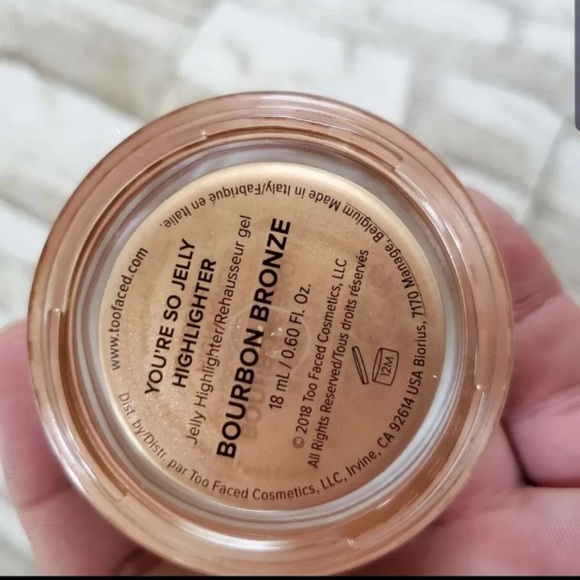 www.toofaced.com
YOU'RE SO JELLY
HIGHLIGHTER
Jelly Highlighter/Rehausseur gel
BOURBON BRONZE
18 mL / 0.60 Fl. Oz.
© 2018 Too Faced Cosmetics, LLC
All Rights Reserved/Tous droits réservés
12M
Dist. by/Distr. par Too Faced Cosmetics, LLC, Irvine, CA 92614 USA Biorius, 7170 Manage, Belgium Made in Italy/Fabriqué en Italie.